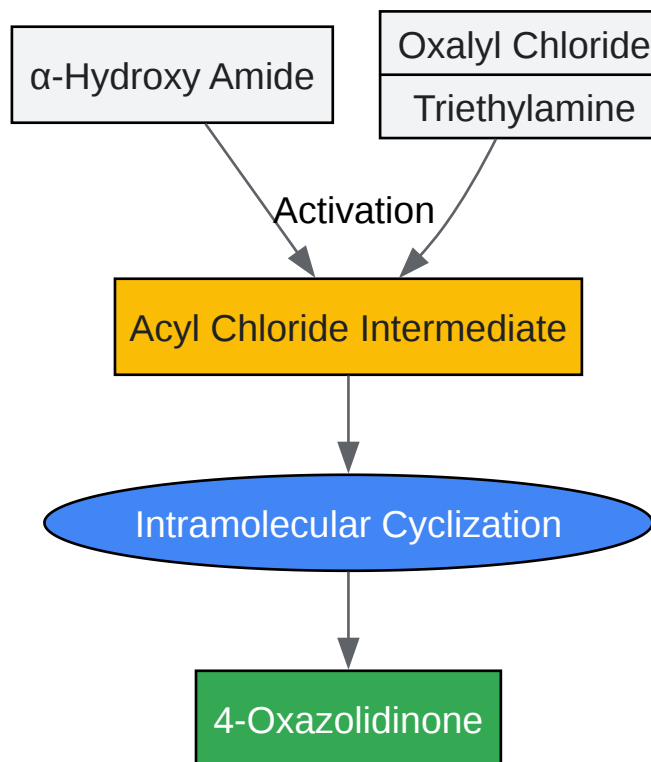 α-Hydroxy Amide
Oxalyl Chloride
Triethylamine
Activation
Acyl Chloride Intermediate
Intramolecular Cyclization
4-Oxazolidinone